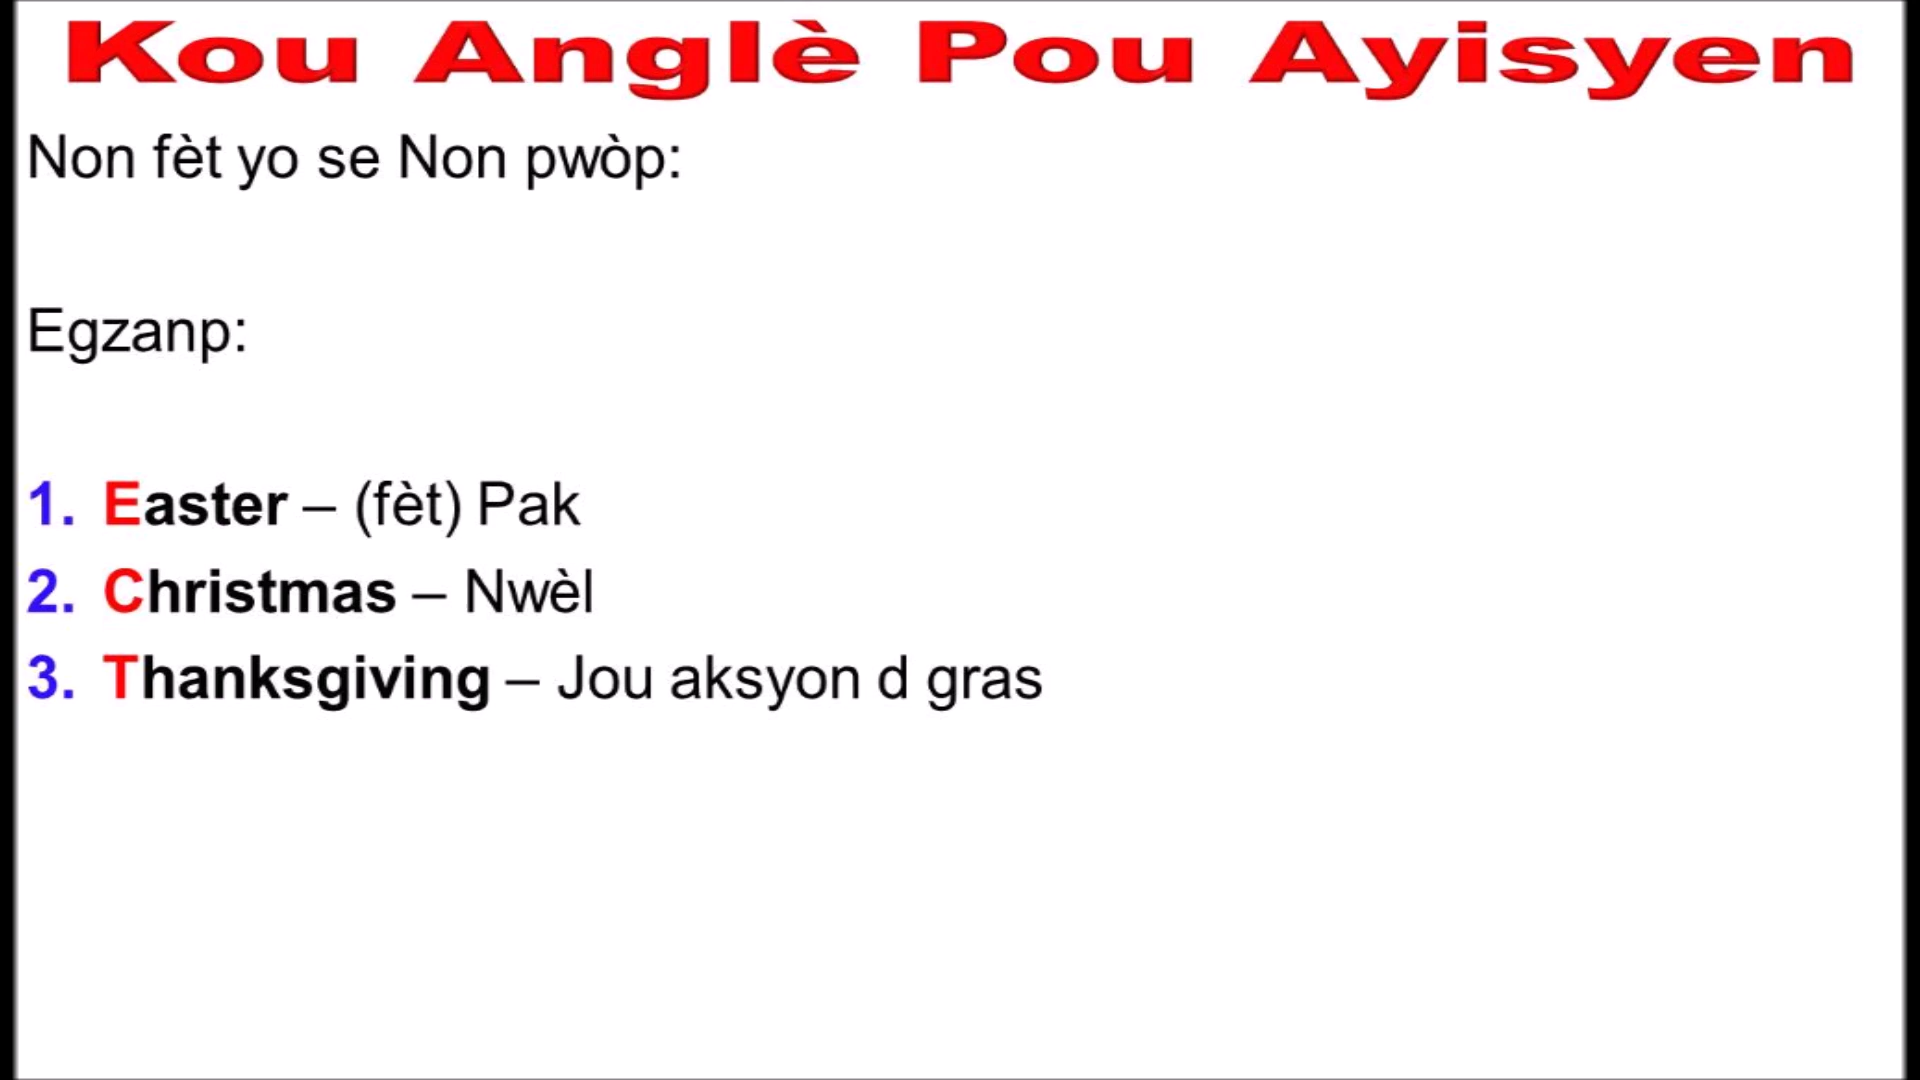 Kou Anglè Pou Ayisyen
Non fèt yo se Non pwòp:
Egzanp:
1. Easter – (fèt) Pak
2. Christmas – Nwèl
3. Thanksgiving – Jou aksyon d gras